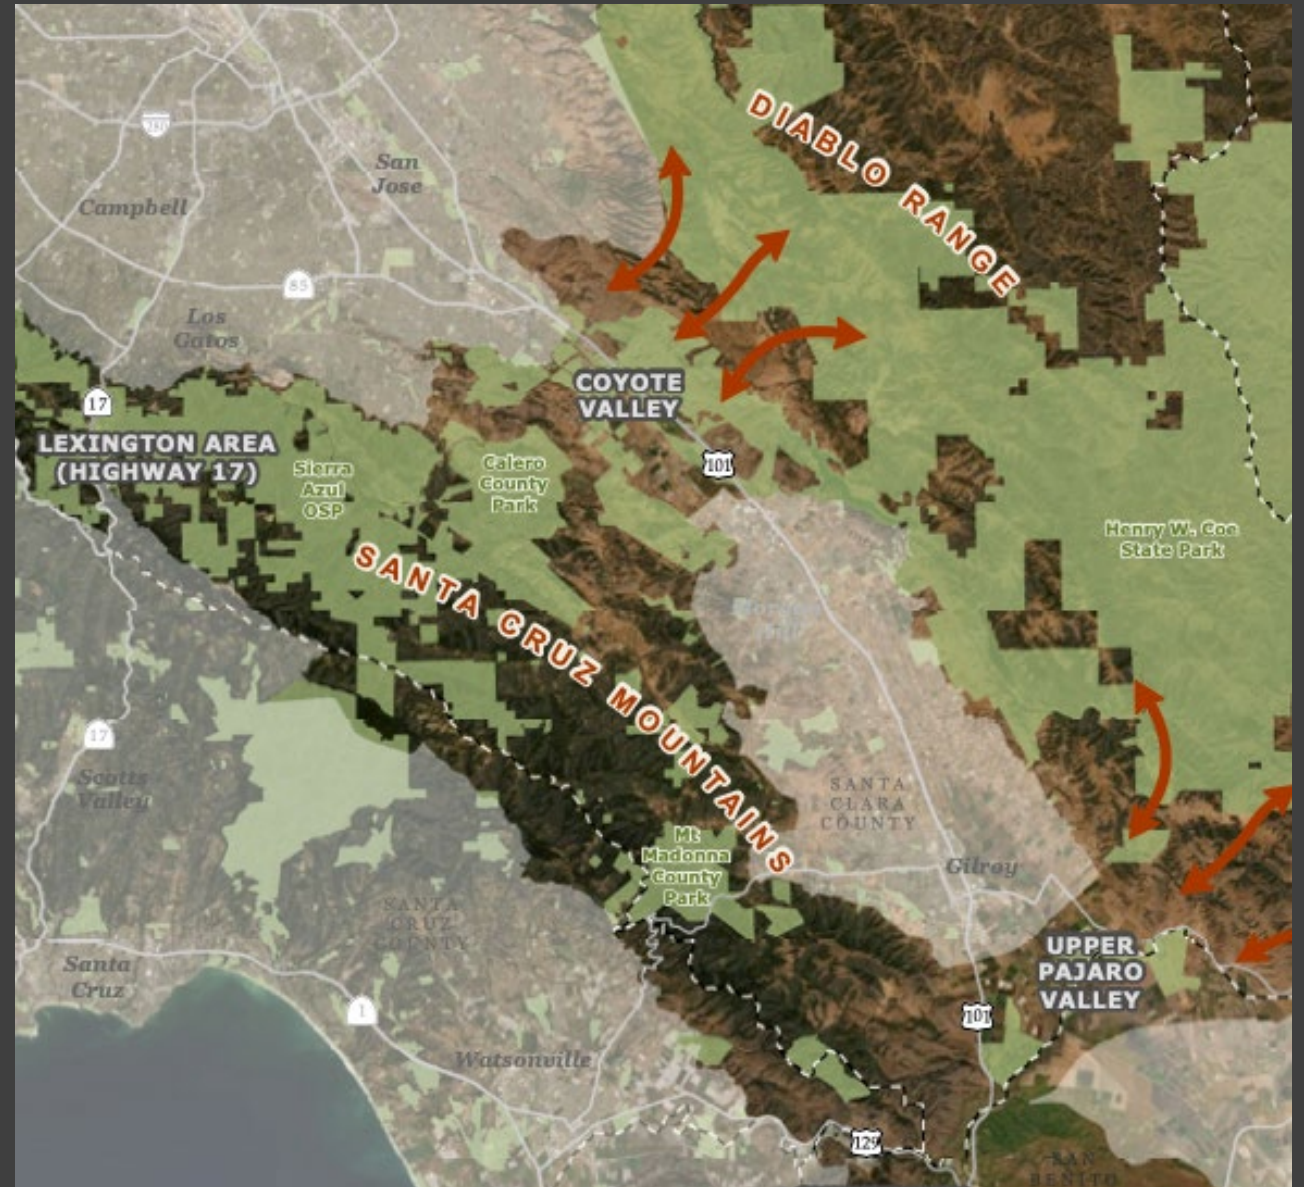 DIABLO RANGE
280
San
Jose
Campbell
85
Los
Gatos
COYOTE
VALLEY
17
LEXINGTON AREA
(HIGHWAY 17)
Sierra
Azul
OSP
Calero
County
Park
101
Henry W. Coe
State Park
SANTA CRUZ MOUNTAINS
17
Scotts
Valley
SANTA
CLARA
COUNTY
Mt
Madonna
County
Park
Gilroy
SANTA
CRUZ
COUNTY
UPPER
PAJARO
VALLEY
Santa
Cruz
1
101
Watsonville
129
SAN
BENITO